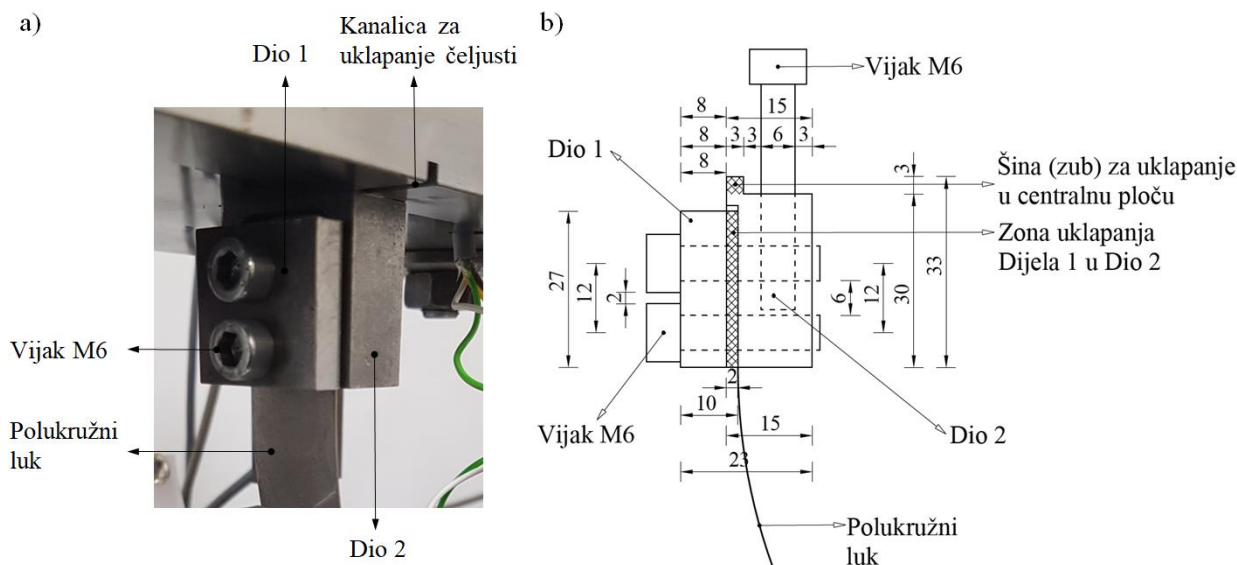 a)
Dio 1
Kanalica za
uklapanje čeljusti
Vijak M6
Polukružni
luk
Dio 2
b)
Vijak M6
8
15
8
3
3
6
3
8
3
Dio 1
Šina (zub) za uklapanje
u centralnu ploču
Zona uklapanja
Dijela 1 u Dio 2
27
12
2
6
12
30
33
2
10
15
23
Vijak M6
Dio 2
Polukružni
luk